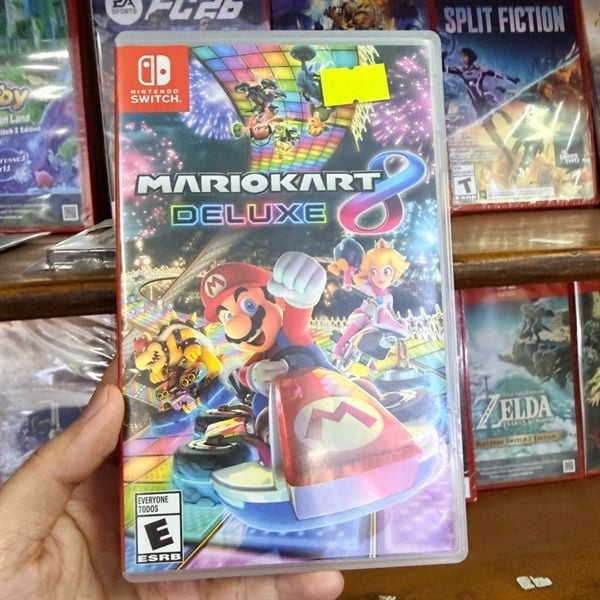 EA
SPORTS
FC26
SPLIT FICTION
NINTENDO
SWITCH
MARIOKART 8
DELUXE
T
M
M
ZELDA
NINTENDO SWITCH 2 EDITION
EVERYONE
TODOS
E
ESRB